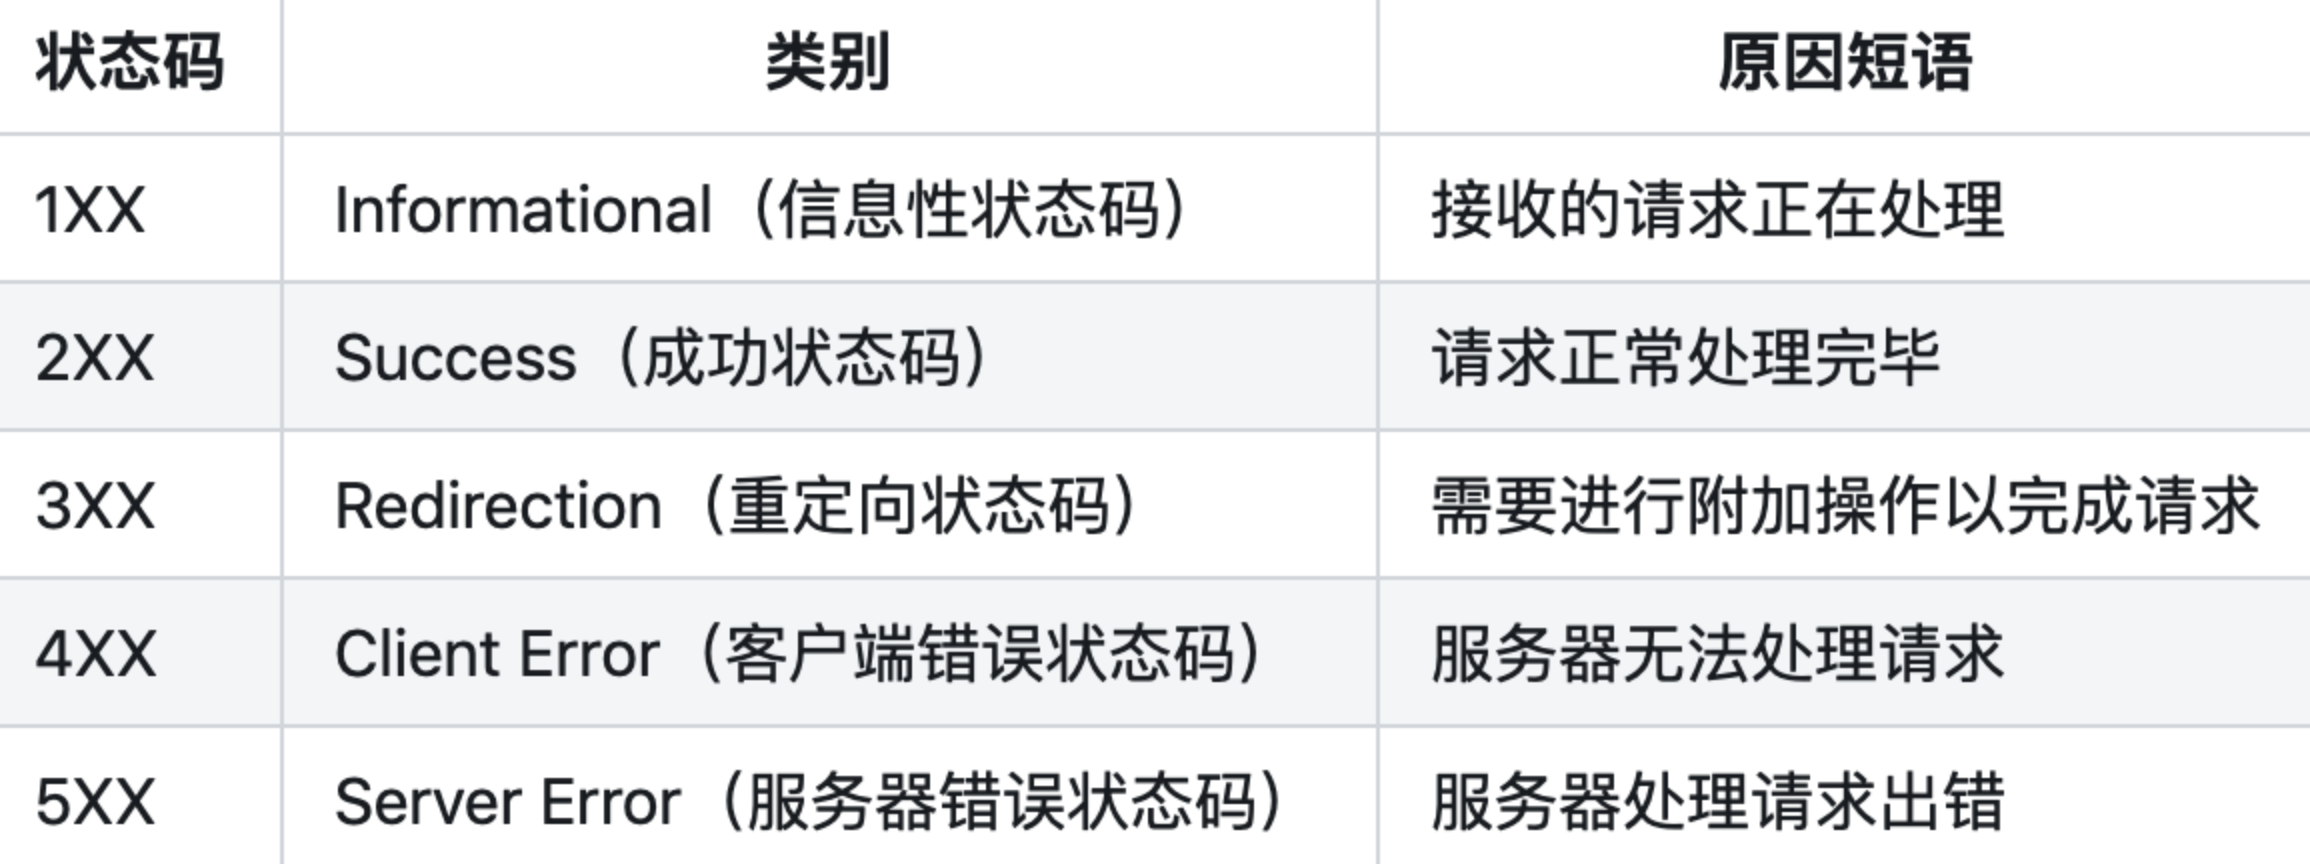 状态码 类别 原因短语
1XX Informational（信息性状态码） 接收的请求正在处理
2XX Success（成功状态码） 请求正常处理完毕
3XX Redirection（重定向状态码） 需要进行附加操作以完成请求
4XX Client Error（客户端错误状态码） 服务器无法处理请求
5XX Server Error（服务器错误状态码） 服务器处理请求出错